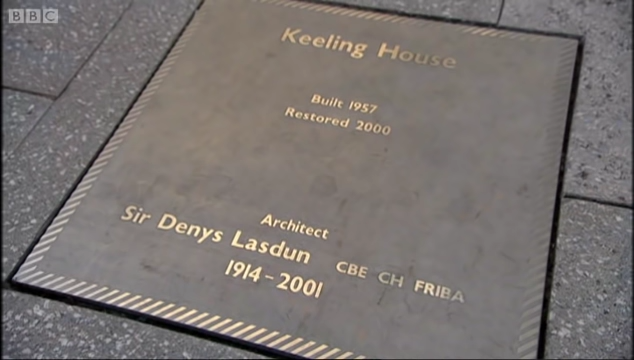 BBC
Keeling House
Built 1957
Restored 2000
Architect
Sir Denys Lasdun CBE CH FRIBA
1914-2001